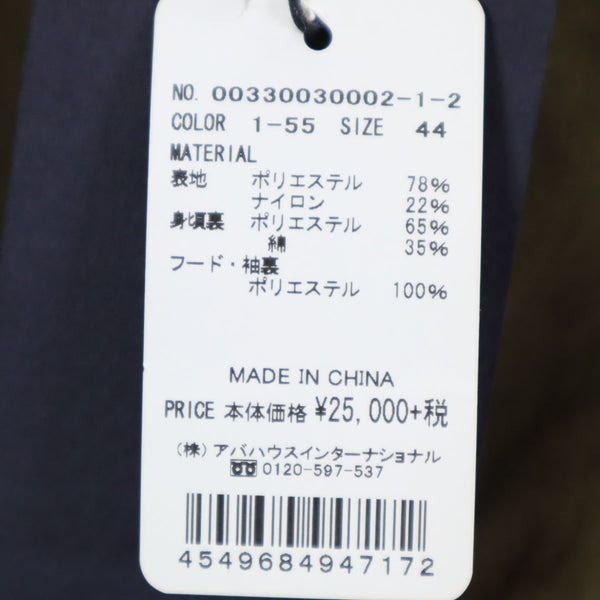 NO. 00330030002-1-2
COLOR 1-55 SIZE 44
MATERIAL
表地 ポリエステル 78%
ナイロン 22%
身頃裏 ポリエステル 65%
綿 35%
フード・袖裏
ポリエステル 100%
MADE IN CHINA
PRICE 本体価格 ¥25,000+税
(株)アバハウスインターナショナル
0120-597-537
4549684947172